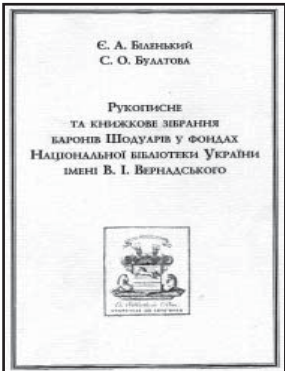 Є. А. Біленький
С. О. Булатова
Рукописне
та книжкове зібрання
баронів Шодуарів у фондах
Національної бібліотеки України
імені В. І. Вернадського